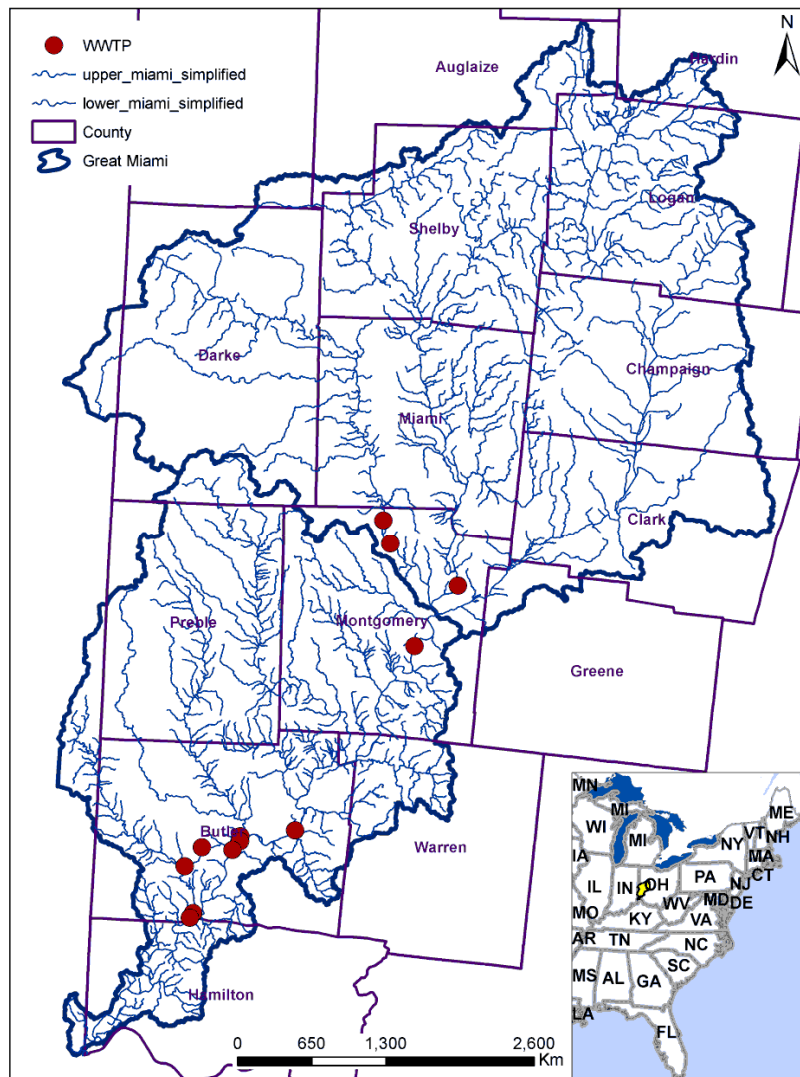 WWTP
upper_miami_simplified
lower_miami_simplified
County
Great Miami
N
Auglaize
Hardin
Logan
Shelby
Darke
Champaign
Miami
Clark
Preble
Montgomery
Greene
Butler
Warren
Hamilton
0 650 1,300 2,600
Km
MN
MI
ME
WI
MI
NY
VT
NH
IA
MA
PA
CT
NJ
IL
IN
OH
MD
DE
WV
MO
KY
VA
AR
TN
NC
SC
MS
AL
GA
LA
FL